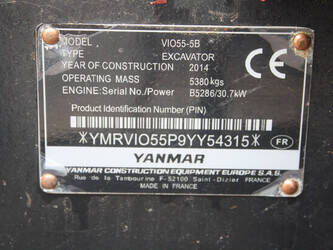 MODEL VIO55-5B
TYPE EXCAVATOR
YEAR OF CONSTRUCTION 2014
OPERATING MASS 5380kgs
ENGINE: Serial No./Power B5286/30.7kW
CE
Product Identification Number (PIN)
*YMRVIO55P9YY54315*
FR
YANMAR
YANMAR CONSTRUCTION EQUIPMENT EUROPE S.A.S.
Rue de la Tambourine F-52100 Saint-Dizier FRANCE
MADE IN FRANCE